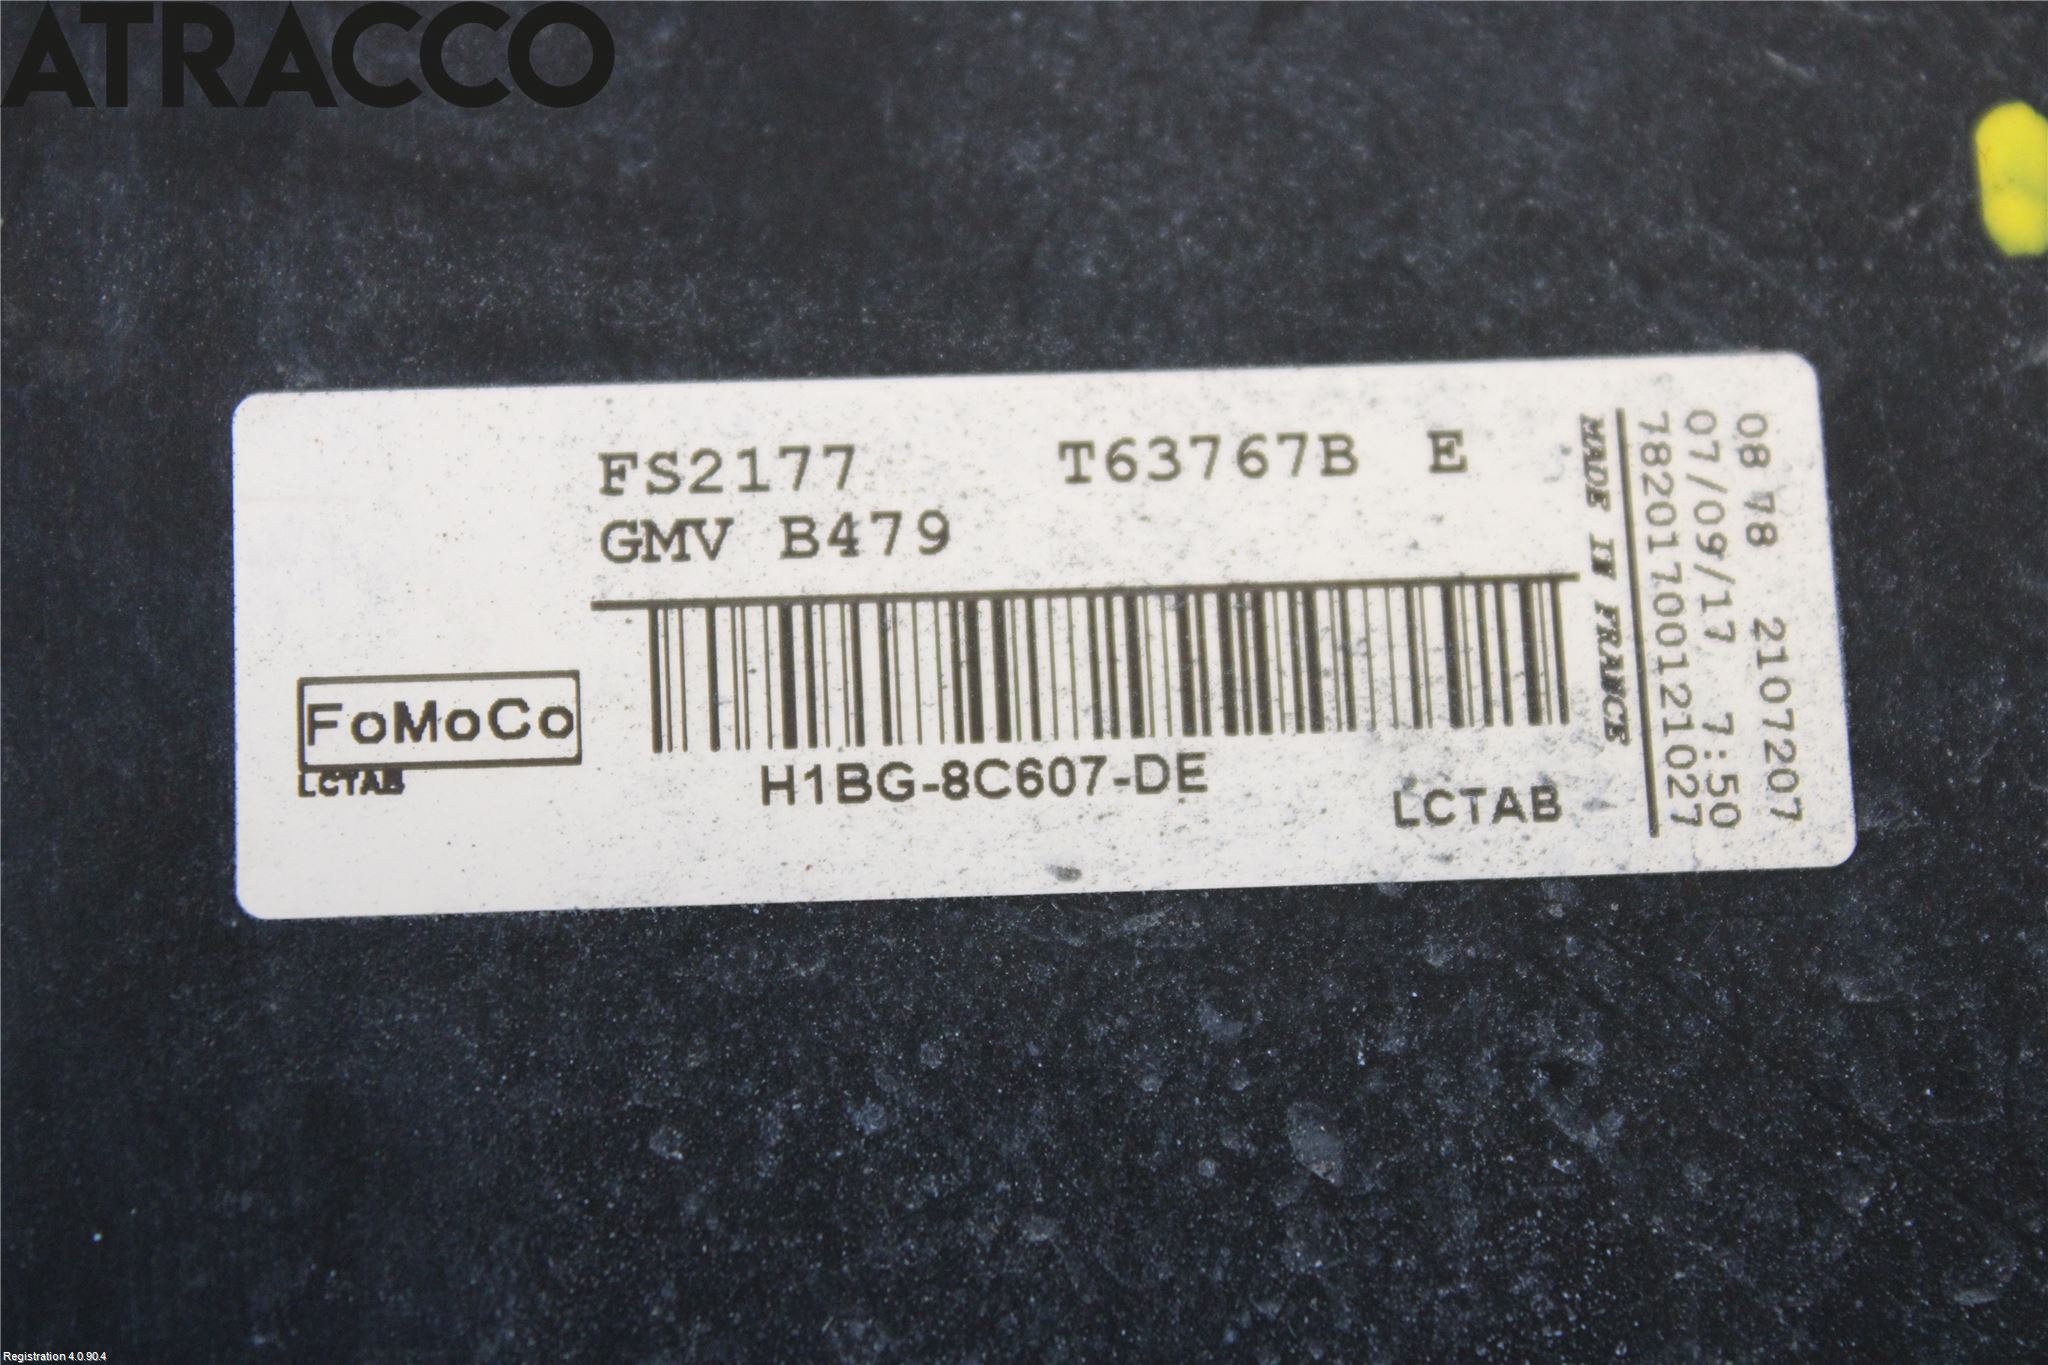 ATRACCO
FS2177 T63767B E
GMV B479
FoMoCo
LCTAB
H1BG-8C607-DE
LCTAB
MADE IN FRANCE
78201700121027
07/09/17 7:50
08 78 2107207
Registration 4.0.90.4